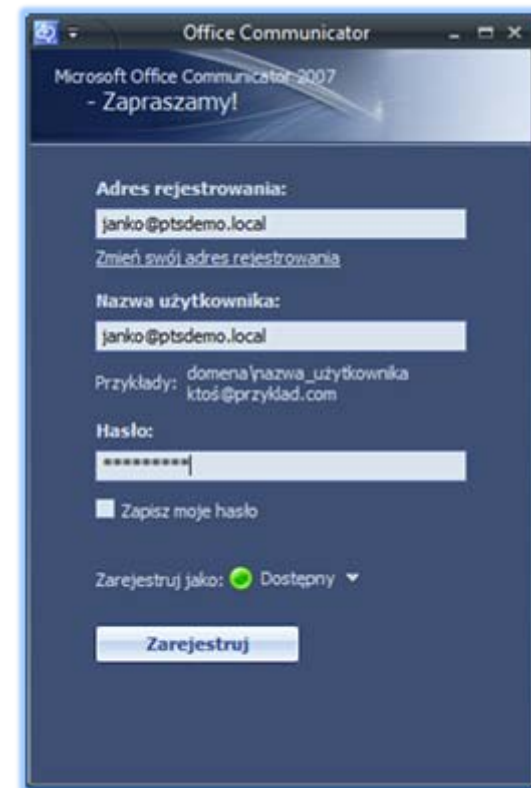 Office Communicator
Microsoft Office Communicator 2007
- Zapraszamy!
Adres rejestrowania:
janko@ptsdemo.local
Zmień swój adres rejestrowania
Nazwa użytkownika:
janko@ptsdemo.local
Przykłady: domena\nazwa_użytkownika
ktoś@przyklad.com
Hasło:
*********
Zapisz moje hasło
Zarejestruj jako: Dostępny
Zarejestruj